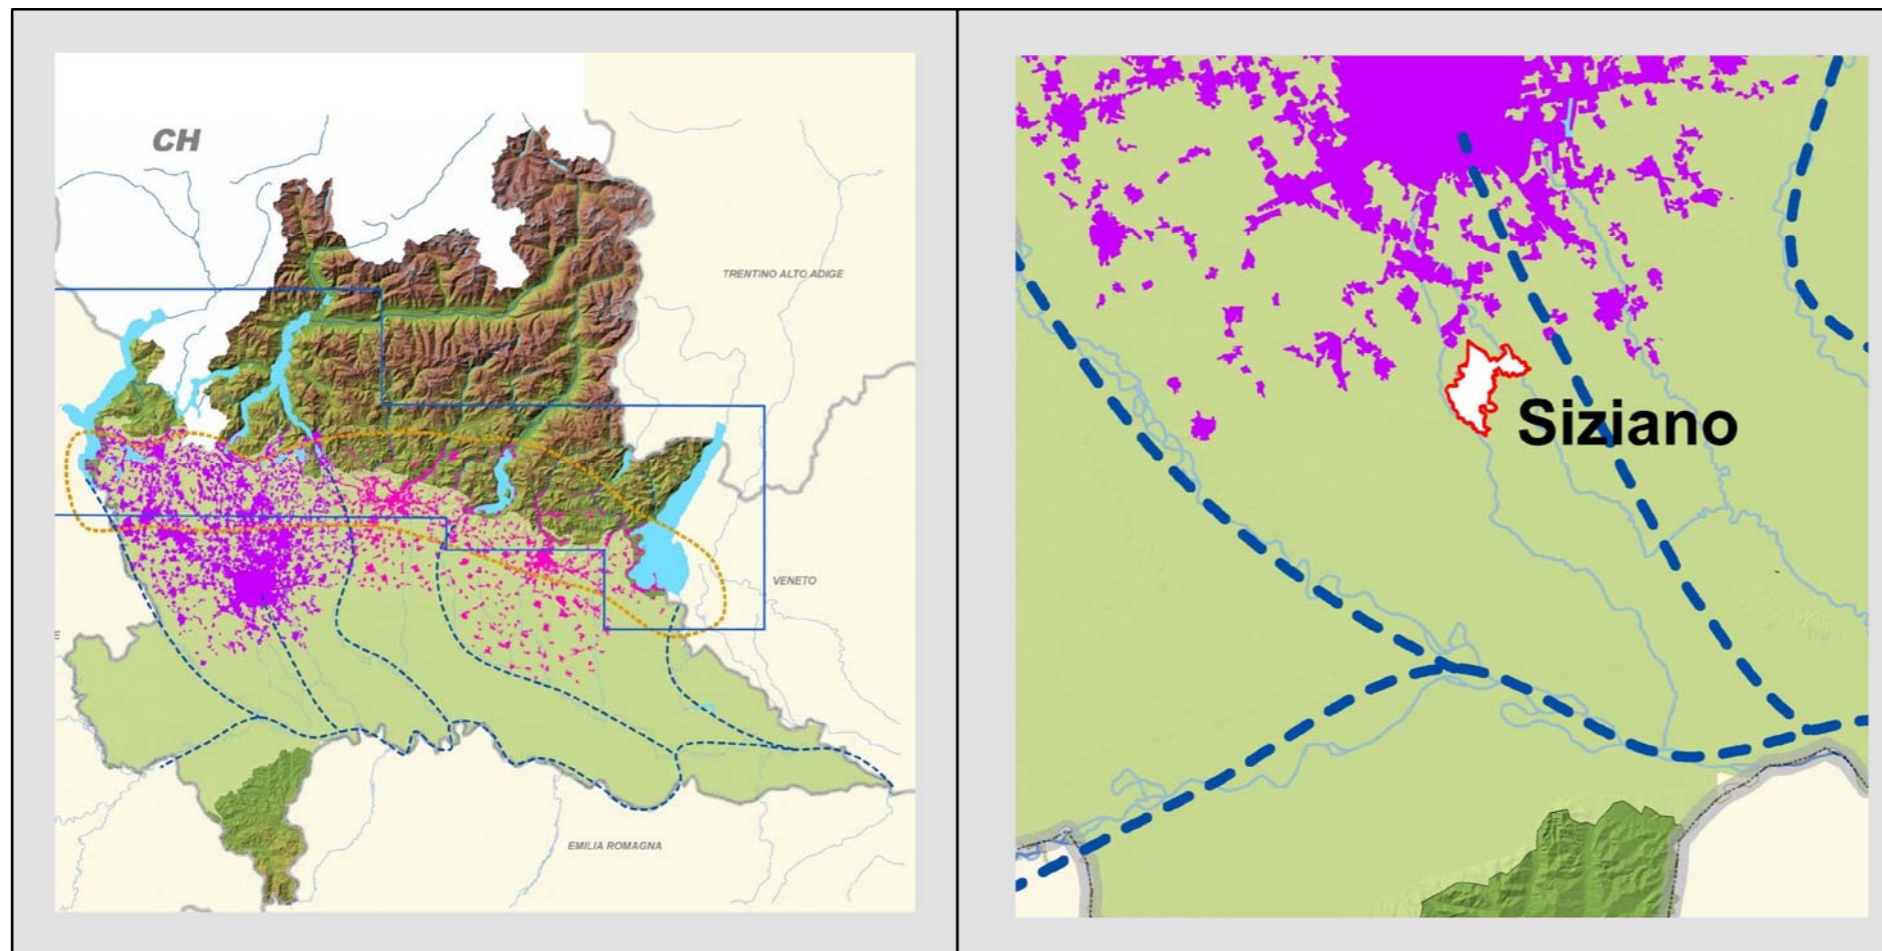 CH
TRENTINO ALTO ADIGE
VENETO
E
EMILIA ROMAGNA
Siziano